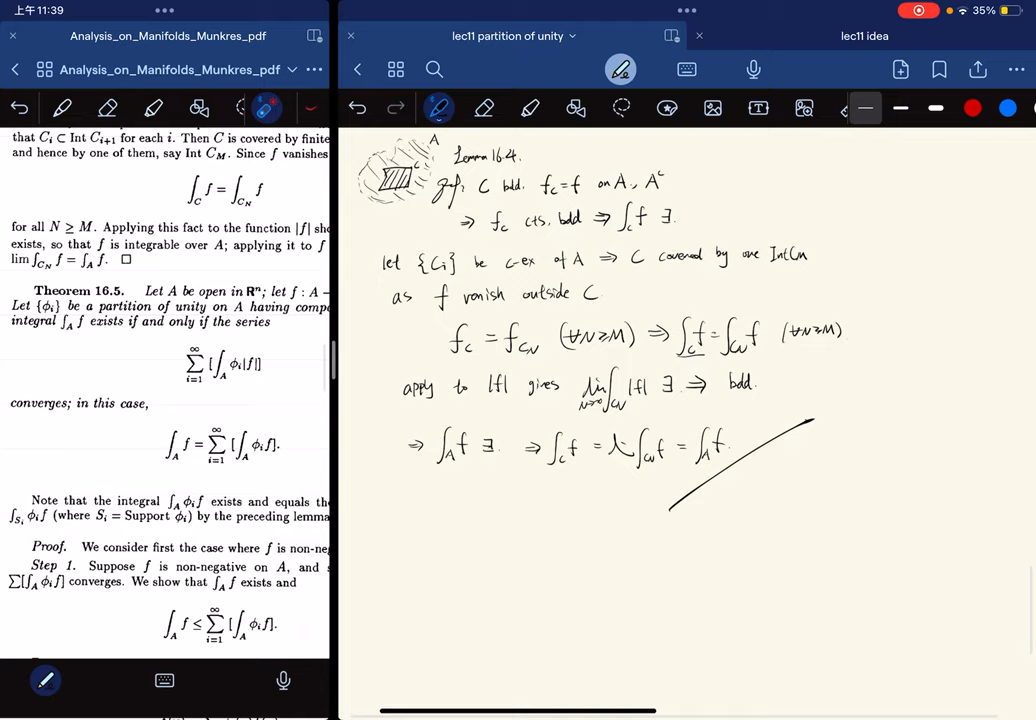 上午11:39
35%
Analysis_on_Manifolds_Munkres_pdf
Analysis_on_Manifolds_Munkres_pdf
that C_i ⊂ Int C_{i+1} for each i. Then C is covered by finite
and hence by one of them, say Int C_M. Since f vanishes
∫_C f = ∫_{C_N} f
for all N ≥ M. Applying this fact to the function |f| sho
exists, so that f is integrable over A; applying it to f
lim ∫_{C_N} f = ∫_A f. □
Theorem 16.5. Let A be open in R^n; let f : A –
Let {ϕ_i} be a partition of unity on A having compa
integral ∫_A f exists if and only if the series
∑_{i=1}^∞ [∫_A ϕ_i|f|]
converges; in this case,
∫_A f = ∑_{i=1}^∞ [∫_A ϕ_i f].
Note that the integral ∫_A ϕ_i f exists and equals the
∫_{S_i} ϕ_i f (where S_i = Support ϕ_i) by the preceding lemma
Proof. We consider first the case where f is non-neg
Step 1. Suppose f is non-negative on A, and s
∑[∫_A ϕ_i f] converges. We show that ∫_A f exists and
∫_A f ≤ ∑_{i=1}^∞ [∫_A ϕ_i f].
lec11 partition of unity
lec11 idea
A
C
Lemma 16.4.
C bdd. f_C = f on A, A^c
⇒ f_C cts, bdd ⇒ ∫_C f ∃.
let {C_i} be c-ex of A ⇒ C covered by one Int C_M
as f vanish outside C.
f_C = f_{C_N} (∀N≥M) ⇒ ∫_C f = ∫_{C_N} f (∀N≥M)
apply to |f| gives lim_{N→∞} ∫_{C_N} |f| ∃ ⇒ bdd.
⇒ ∫_A f ∃. ⇒ ∫_C f = lim ∫_{C_N} f = ∫_A f.